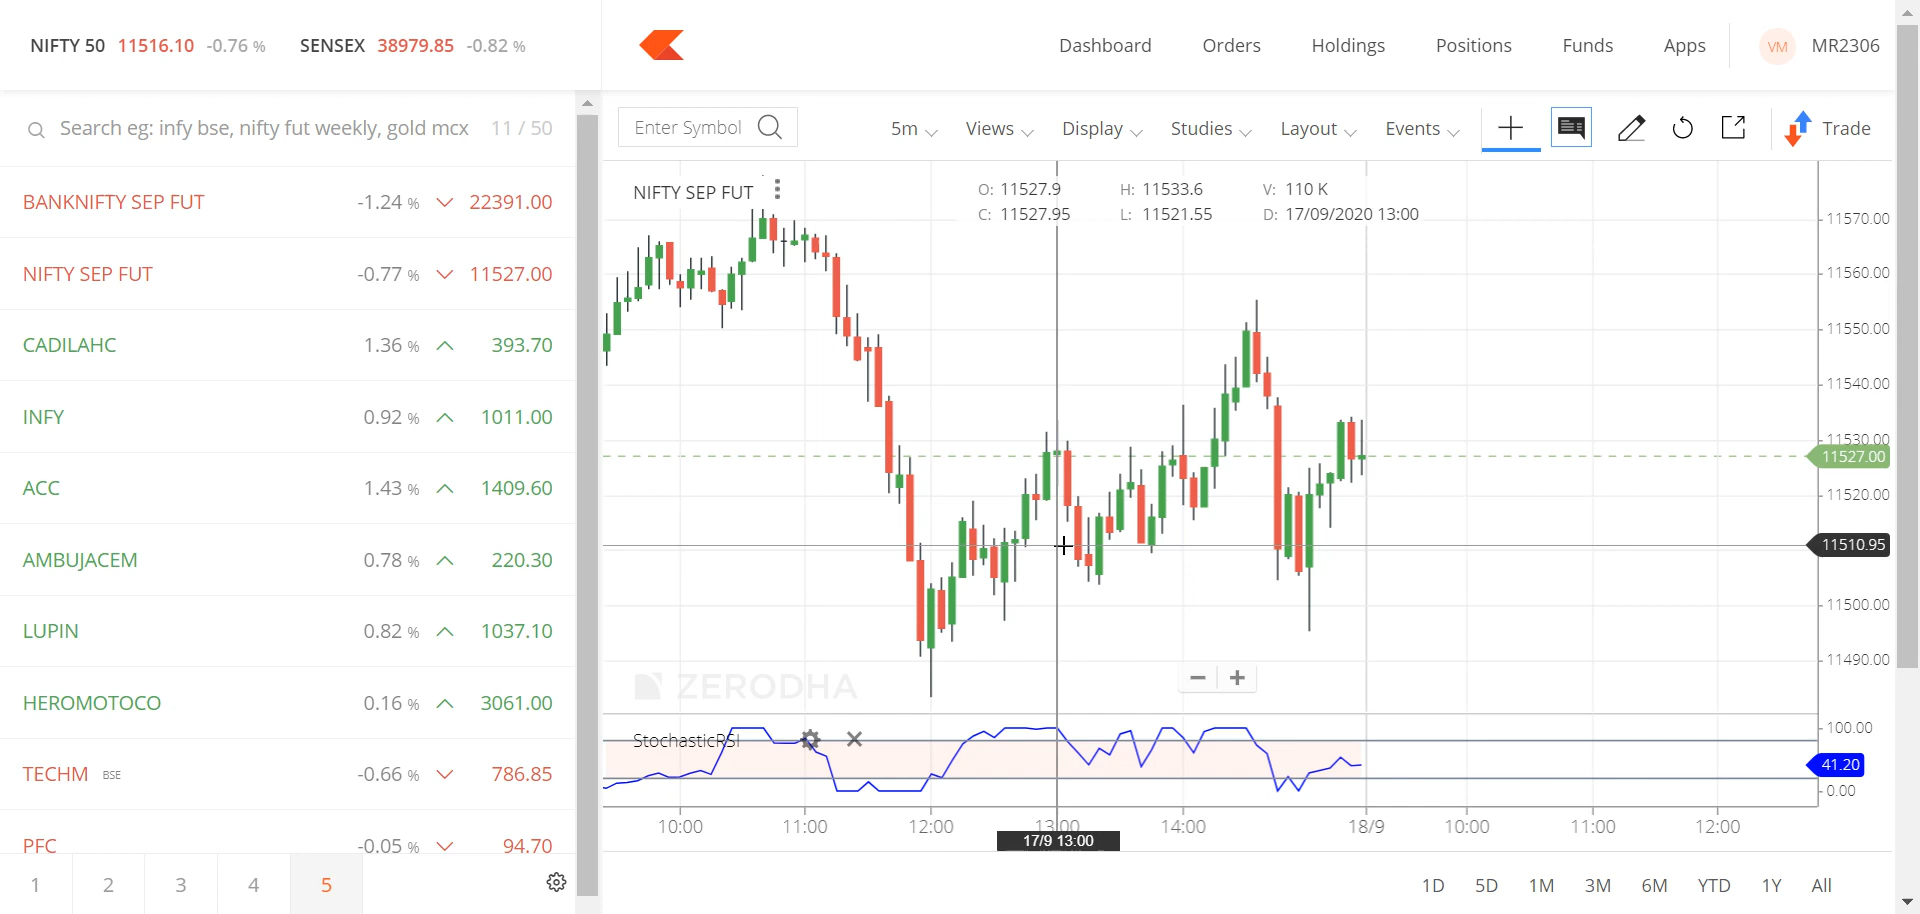 NIFTY 50 11516.10 -0.76 % SENSEX 38979.85 -0.82 %
Dashboard Orders Holdings Positions Funds Apps VM MR2306
Search eg: infy bse, nifty fut weekly, gold mcx 11 / 50
Enter Symbol 5m Views Display Studies Layout Events Trade
BANKNIFTY SEP FUT -1.24 % 22391.00
NIFTY SEP FUT -0.77 % 11527.00
CADILAHC 1.36 % 393.70
INFY 0.92 % 1011.00
ACC 1.43 % 1409.60
AMBUJACEM 0.78 % 220.30
LUPIN 0.82 % 1037.10
HEROMOTOCO 0.16 % 3061.00
TECHM BSE -0.66 % 786.85
PFC -0.05 % 94.70
1 2 3 4 5
NIFTY SEP FUT
O: 11527.9 H: 11533.6 V: 110 K
C: 11527.95 L: 11521.55 D: 17/09/2020 13:00
11570.00
11560.00
11550.00
11540.00
11530.00
11527.00
11520.00
11510.95
11500.00
11490.00
ZERODHA
StochasticRSI
100.00
41.20
0.00
10:00 11:00 12:00 13:00 14:00 18/9 10:00 11:00 12:00
17/9 13:00
1D 5D 1M 3M 6M YTD 1Y All